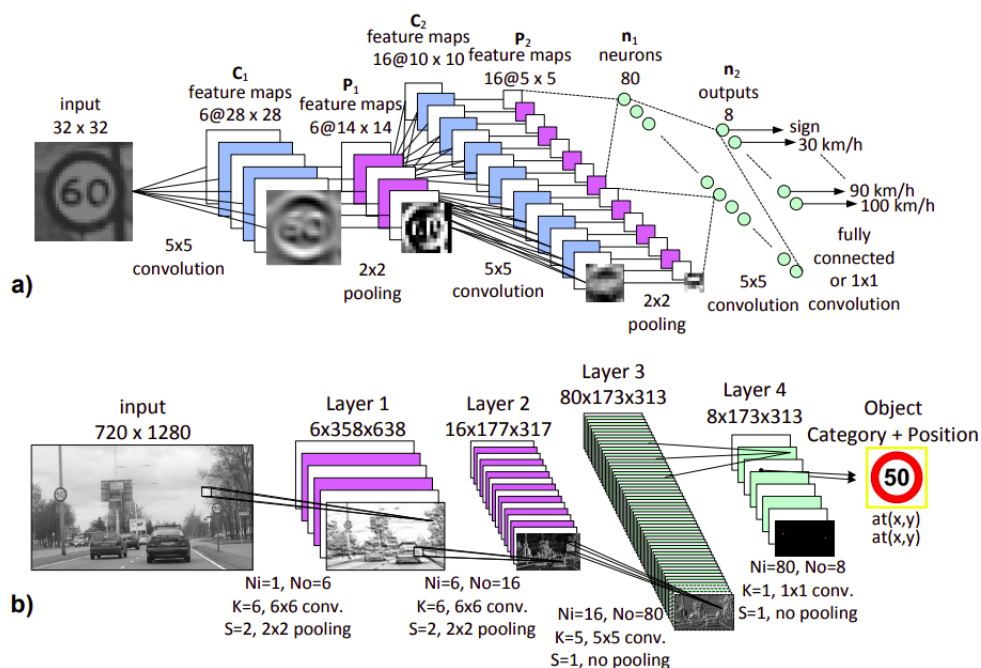 C2
feature maps
16@10 x 10
P2
feature maps
16@5 x 5
n1
neurons
80
n2
outputs
8
C1
feature maps
6@28 x 28
P1
feature maps
6@14 x 14
input
32 x 32
60
sign
30 km/h
90 km/h
100 km/h
5x5
convolution
2x2
pooling
5x5
convolution
2x2
pooling
5x5
convolution
fully
connected
or 1x1
convolution
a)
input
720 x 1280
Layer 1
6x358x638
Layer 2
16x177x317
Layer 3
80x173x313
Layer 4
8x173x313
Object
Category + Position
50
at(x,y)
at(x,y)
Ni=1, No=6
K=6, 6x6 conv.
S=2, 2x2 pooling
Ni=6, No=16
K=6, 6x6 conv.
S=2, 2x2 pooling
Ni=16, No=80
K=5, 5x5 conv.
S=1, no pooling
Ni=80, No=8
K=1, 1x1 conv.
S=1, no pooling
b)